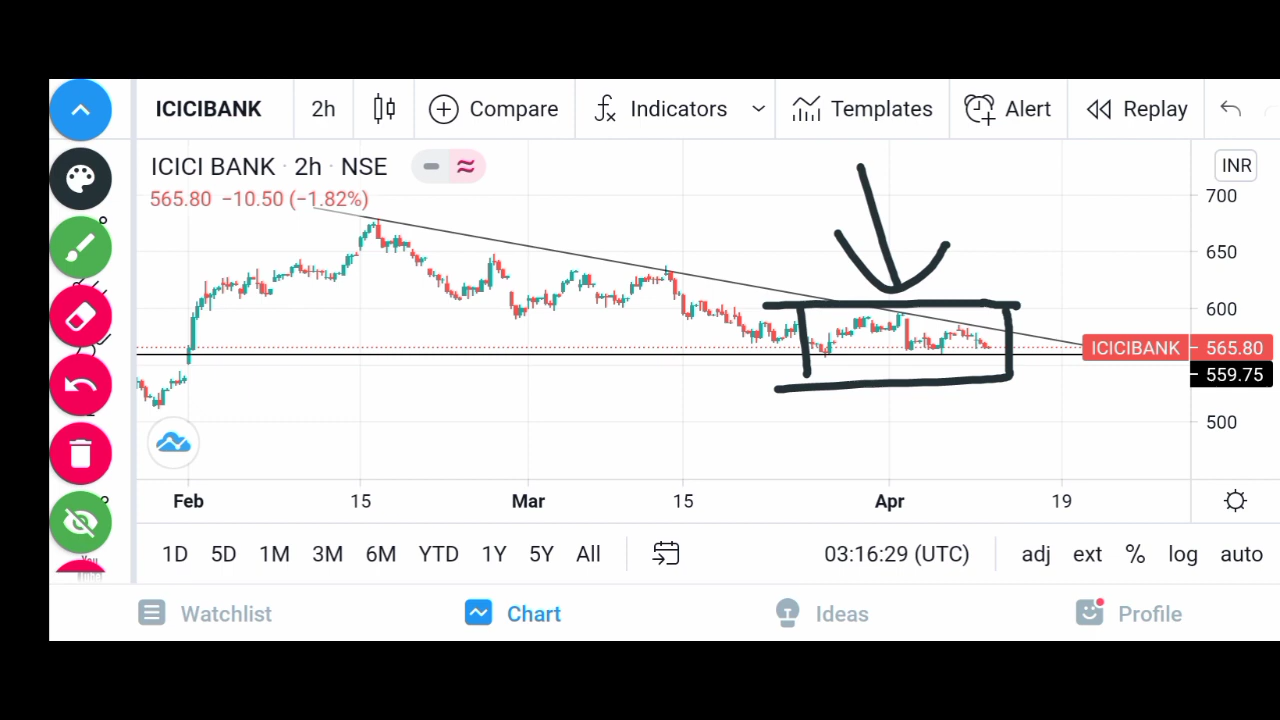 ICICIBANK 2h Compare Indicators Templates Alert Replay
ICICI BANK · 2h · NSE
INR
565.80 −10.50 (−1.82%)
700
650
600
ICICIBANK 565.80
559.75
500
Feb 15 Mar 15 Apr 19
1D 5D 1M 3M 6M YTD 1Y 5Y All 03:16:29 (UTC) adj ext % log auto
You
Watchlist Chart Ideas Profile